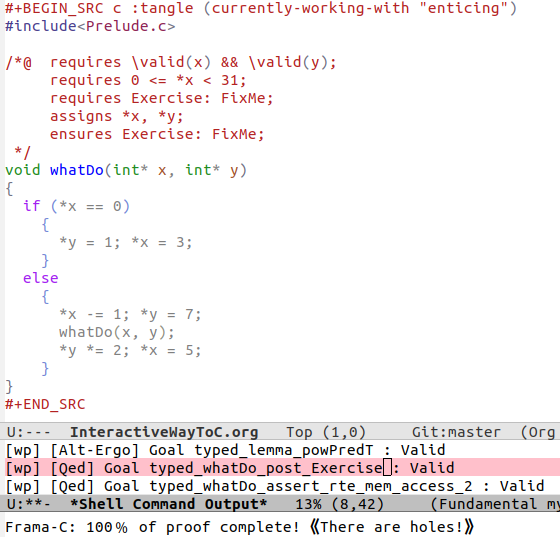 #+BEGIN_SRC c :tangle (currently-working-with "enticing")
#include<Prelude.c>
/*@  requires \valid(x) && \valid(y);
     requires 0 <= *x < 31;
     requires Exercise: FixMe;
     assigns *x, *y;
     ensures Exercise: FixMe;
 */
void whatDo(int* x, int* y)
{
  if (*x == 0)
    {
      *y = 1; *x = 3;
    }
  else
    {
      *x -= 1; *y = 7;
      whatDo(x, y);
      *y *= 2; *x = 5;
    }
}
#+END_SRC
U:---  InteractiveWayToC.org   Top (1,0)     Git:master  (Org
[wp] [Alt-Ergo] Goal typed_lemma_powPredT : Valid
[wp] [Qed] Goal typed_whatDo_post_Exercise : Valid
[wp] [Qed] Goal typed_whatDo_assert_rte_mem_access_2 : Valid
U:**-  *Shell Command Output*   13% (8,42)     (Fundamental my
Frama-C: 100% of proof complete! 《There are holes!》